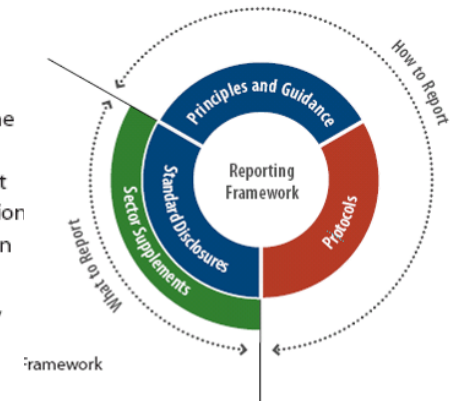 How to Report
Principles and Guidance
Reporting
Framework
Standard Disclosures
Sector Supplements
Protocols
What to Report
Framework